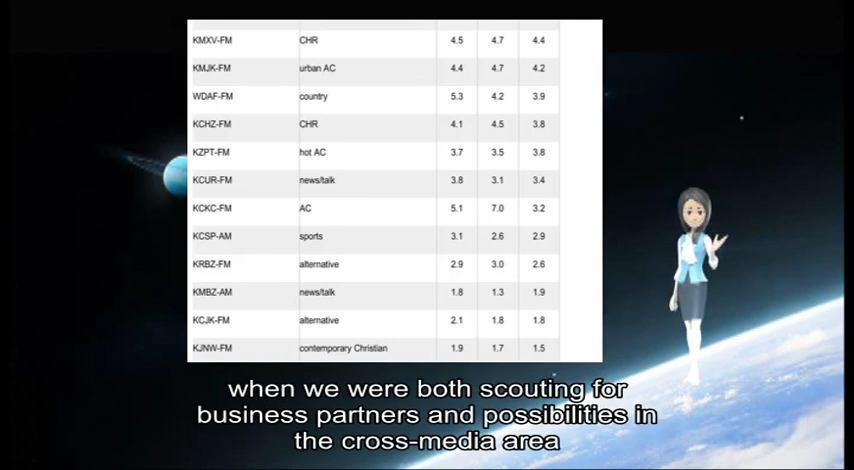 KMXV-FM CHR 4.5 4.7 4.4
KMJK-FM urban AC 4.4 4.7 4.2
WDAF-FM country 5.3 4.2 3.9
KCHZ-FM CHR 4.1 4.5 3.8
KZPT-FM hot AC 3.7 3.5 3.8
KCUR-FM news/talk 3.8 3.1 3.4
KCKC-FM AC 5.1 7.0 3.2
KCSP-AM sports 3.1 2.6 2.9
KRBZ-FM alternative 2.9 3.0 2.6
KMBZ-AM news/talk 1.8 1.3 1.9
KCJK-FM alternative 2.1 1.8 1.8
KJNW-FM contemporary Christian 1.9 1.7 1.5
when we were both scouting for
business partners and possibilities in
the cross-media area